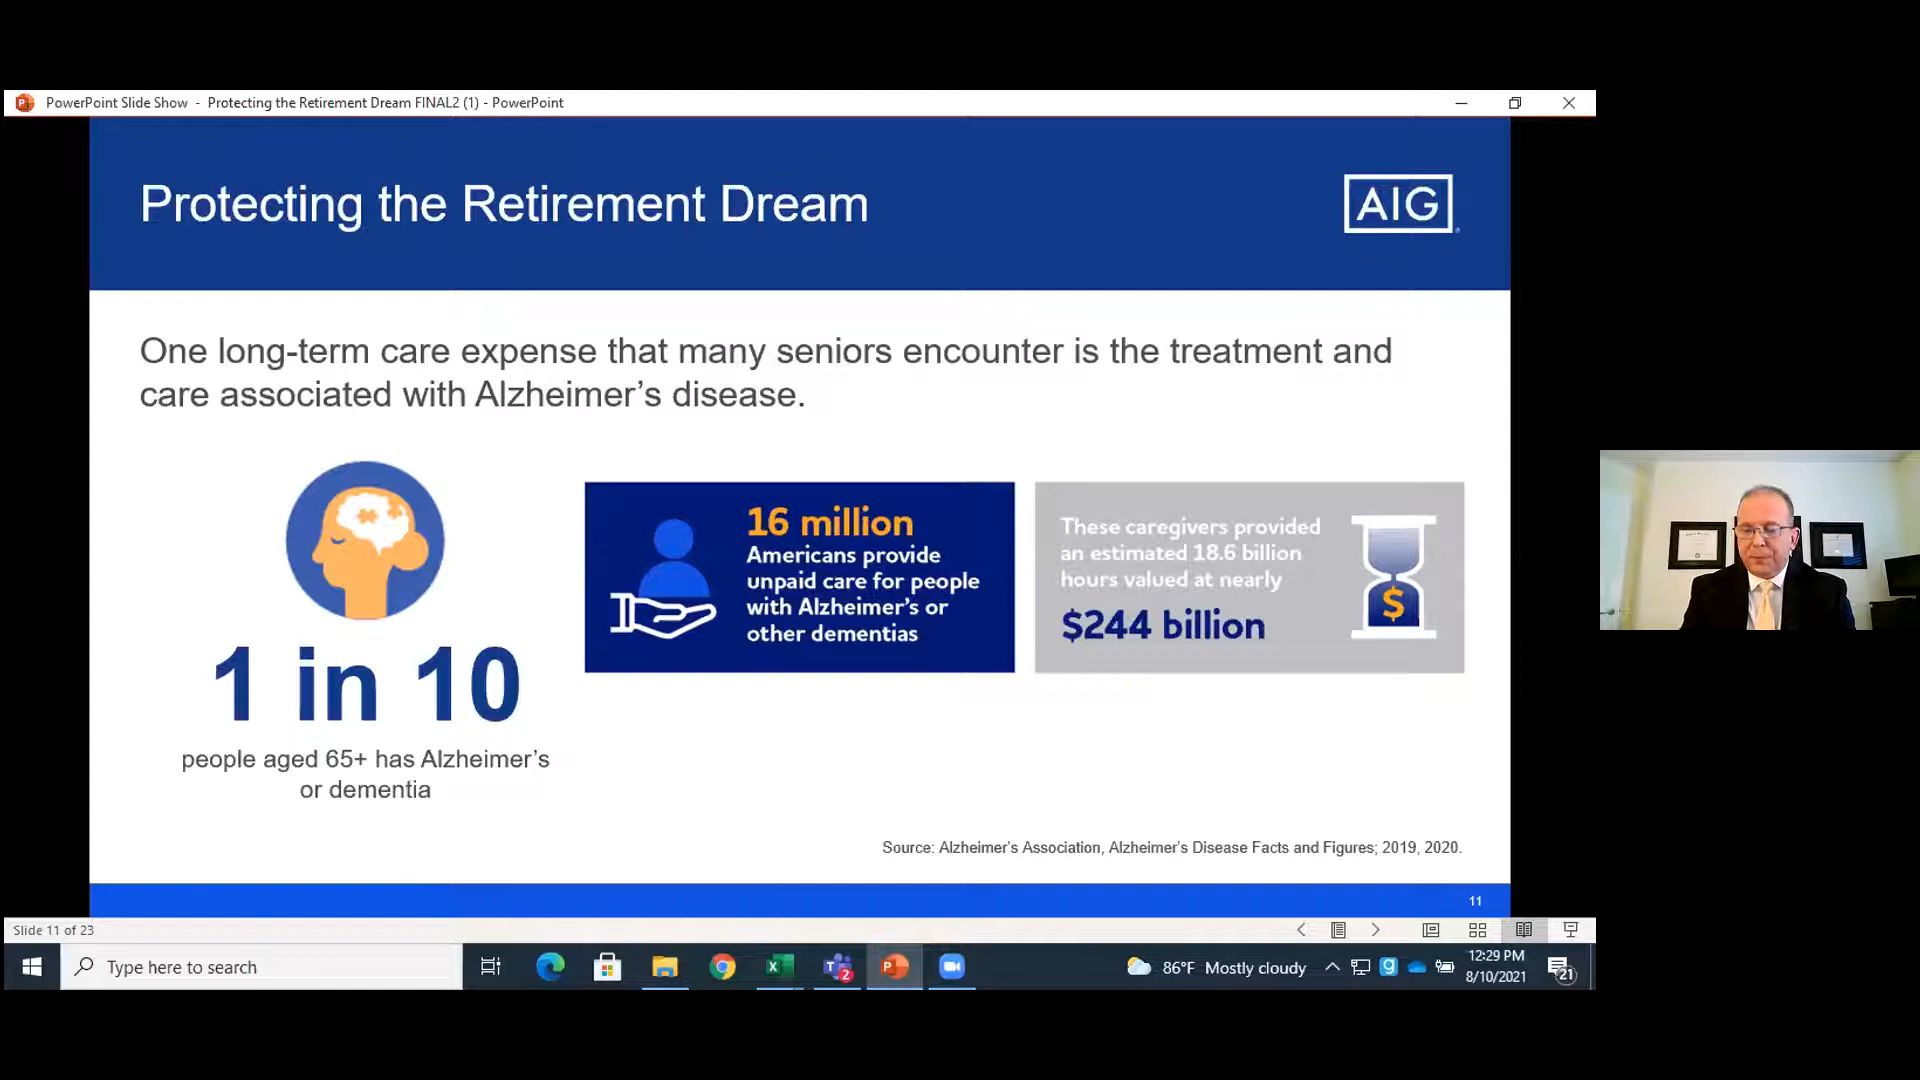 PowerPoint Slide Show - Protecting the Retirement Dream FINAL2 (1) - PowerPoint
Protecting the Retirement Dream
AIG
One long-term care expense that many seniors encounter is the treatment and
care associated with Alzheimer's disease.
1 in 10
people aged 65+ has Alzheimer's
or dementia
16 million
Americans provide
unpaid care for people
with Alzheimer's or
other dementias
These caregivers provided
an estimated 18.6 billion
hours valued at nearly
$244 billion
$
Source: Alzheimer's Association, Alzheimer's Disease Facts and Figures; 2019, 2020.
11
Slide 11 of 23
Type here to search
2
86°F Mostly cloudy
12:29 PM
8/10/2021
21